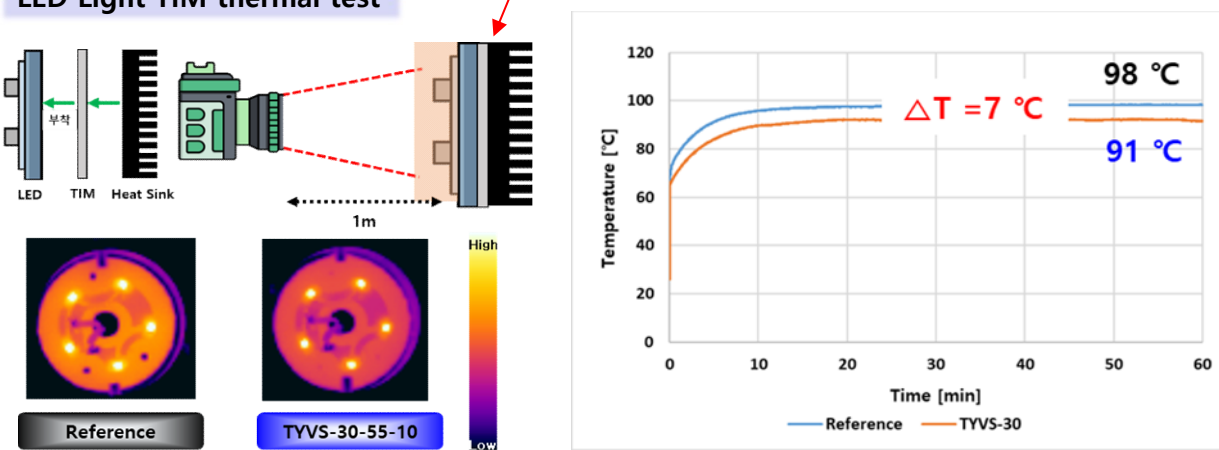 LED Light TIM thermal test
부착
LED
TIM
Heat Sink
1m
High
Low
Reference
TYVS-30-55-10
120
100
80
60
40
20
0
Temperature [℃]
98 ℃
△T =7 ℃
91 ℃
0 10 20 30 40 50 60
Time [min]
Reference TYVS-30